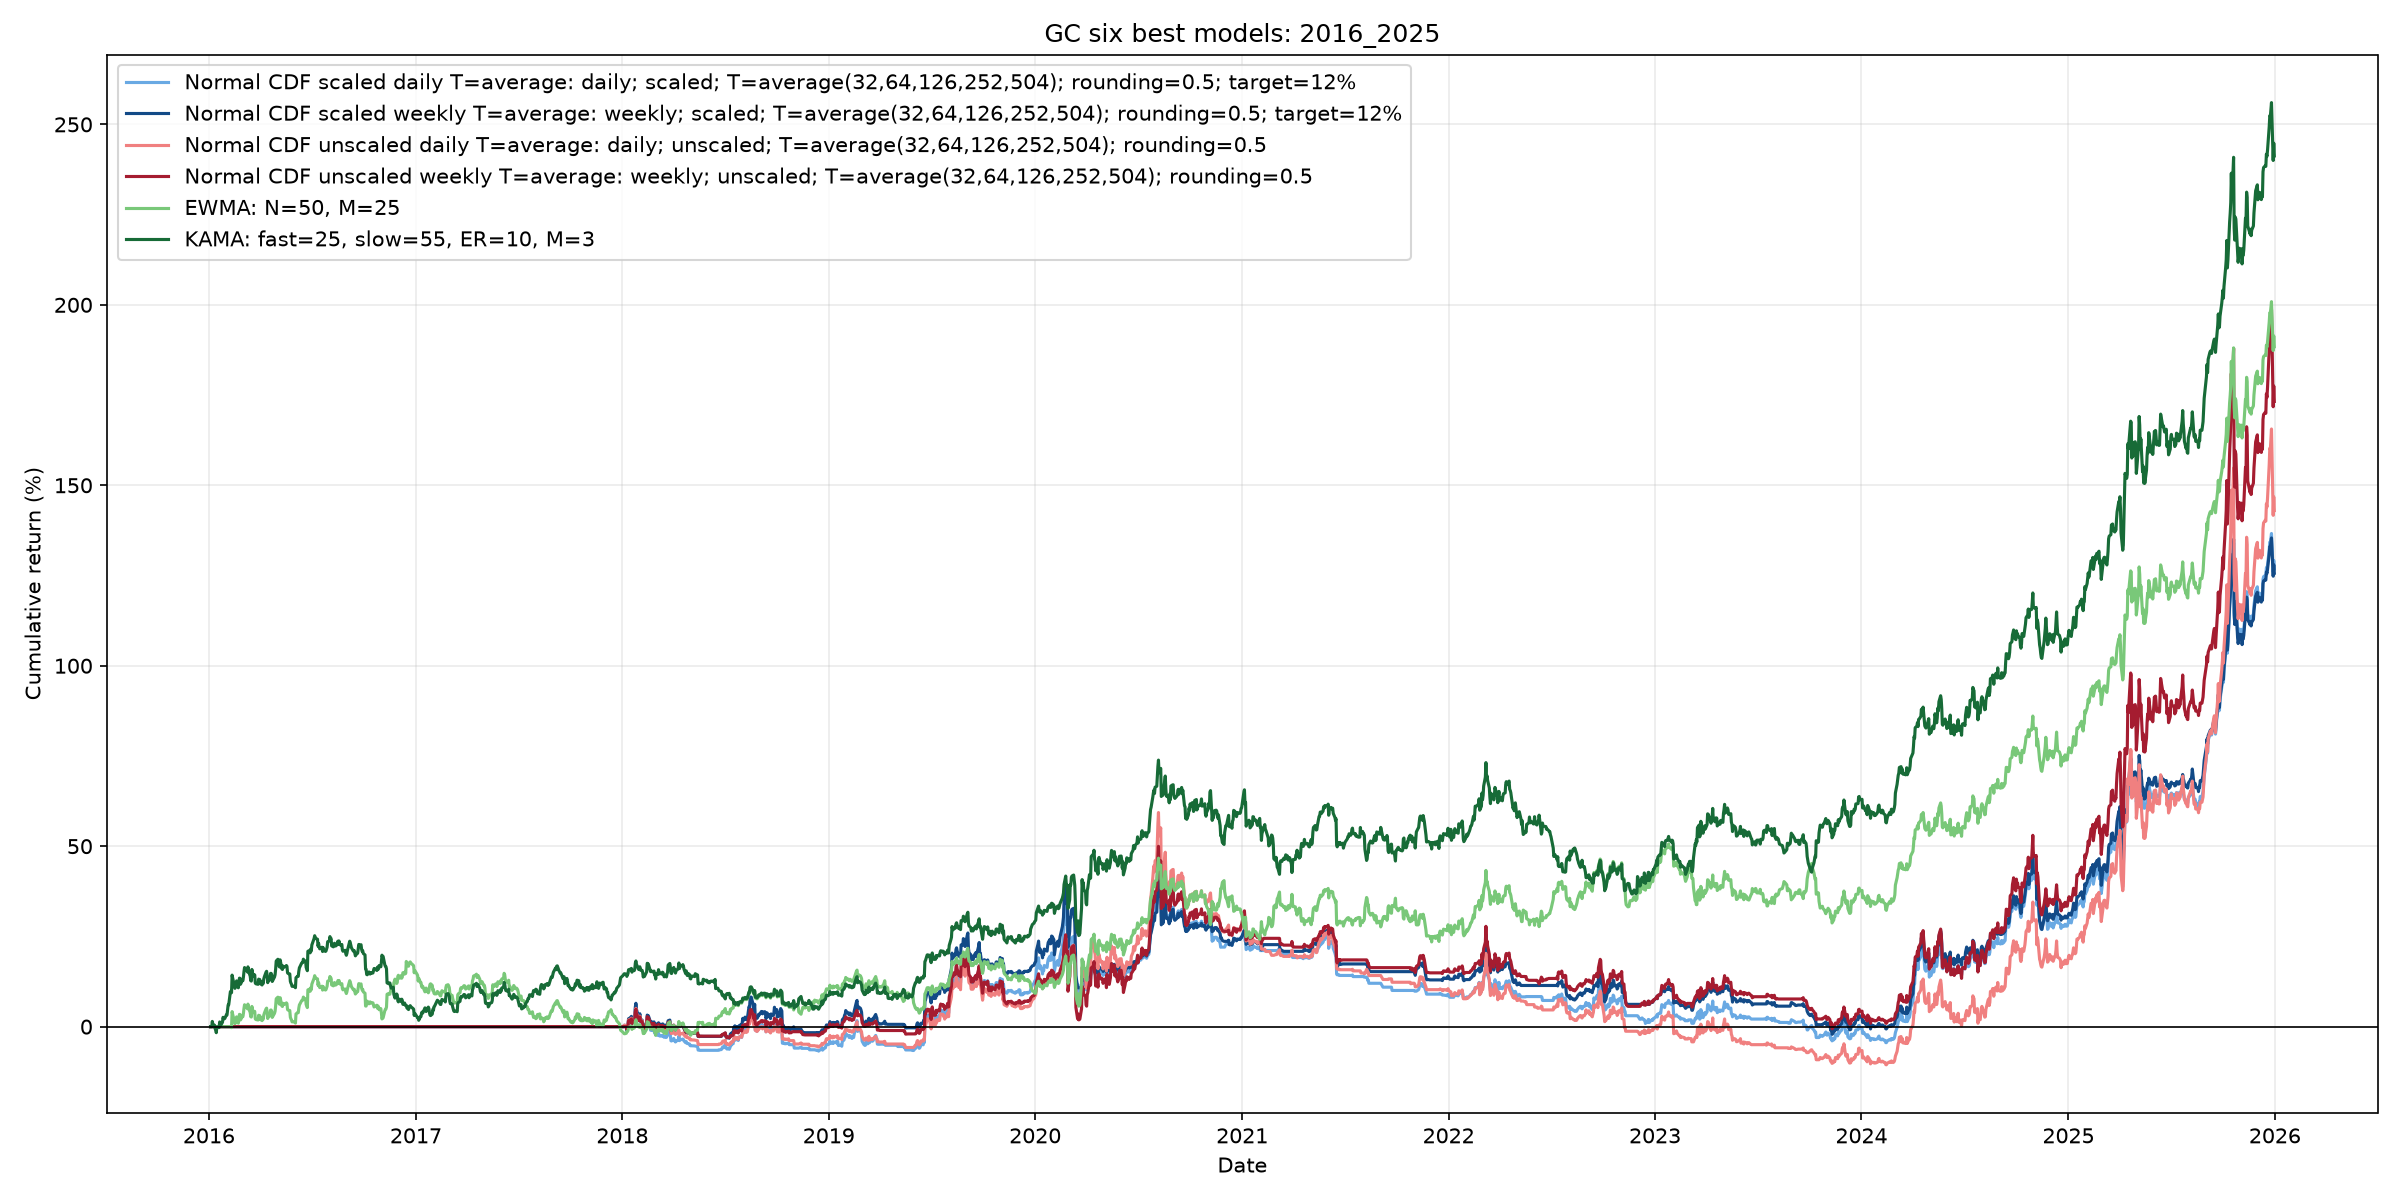 GC six best models: 2016_2025
Normal CDF scaled daily T=average: daily; scaled; T=average(32,64,126,252,504); rounding=0.5; target=12%
Normal CDF scaled weekly T=average: weekly; scaled; T=average(32,64,126,252,504); rounding=0.5; target=12%
Normal CDF unscaled daily T=average: daily; unscaled; T=average(32,64,126,252,504); rounding=0.5
Normal CDF unscaled weekly T=average: weekly; unscaled; T=average(32,64,126,252,504); rounding=0.5
EWMA: N=50, M=25
KAMA: fast=25, slow=55, ER=10, M=3
Cumulative return (%)
250
200
150
100
50
0
2016 2017 2018 2019 2020 2021 2022 2023 2024 2025 2026
Date